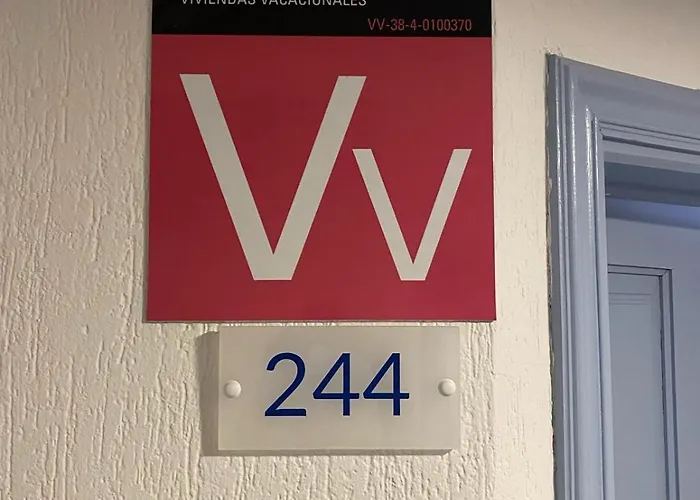 VIVIENDAS VACACIONALES
VV-38-4-0100370
Vv
244